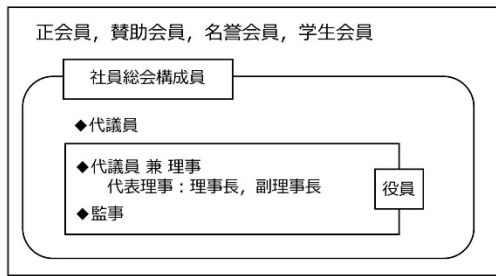 正会員，賛助会員，名誉会員，学生会員
社員総会構成員
◆代議員
◆代議員 兼 理事
代表理事：理事長，副理事長
◆監事
役員